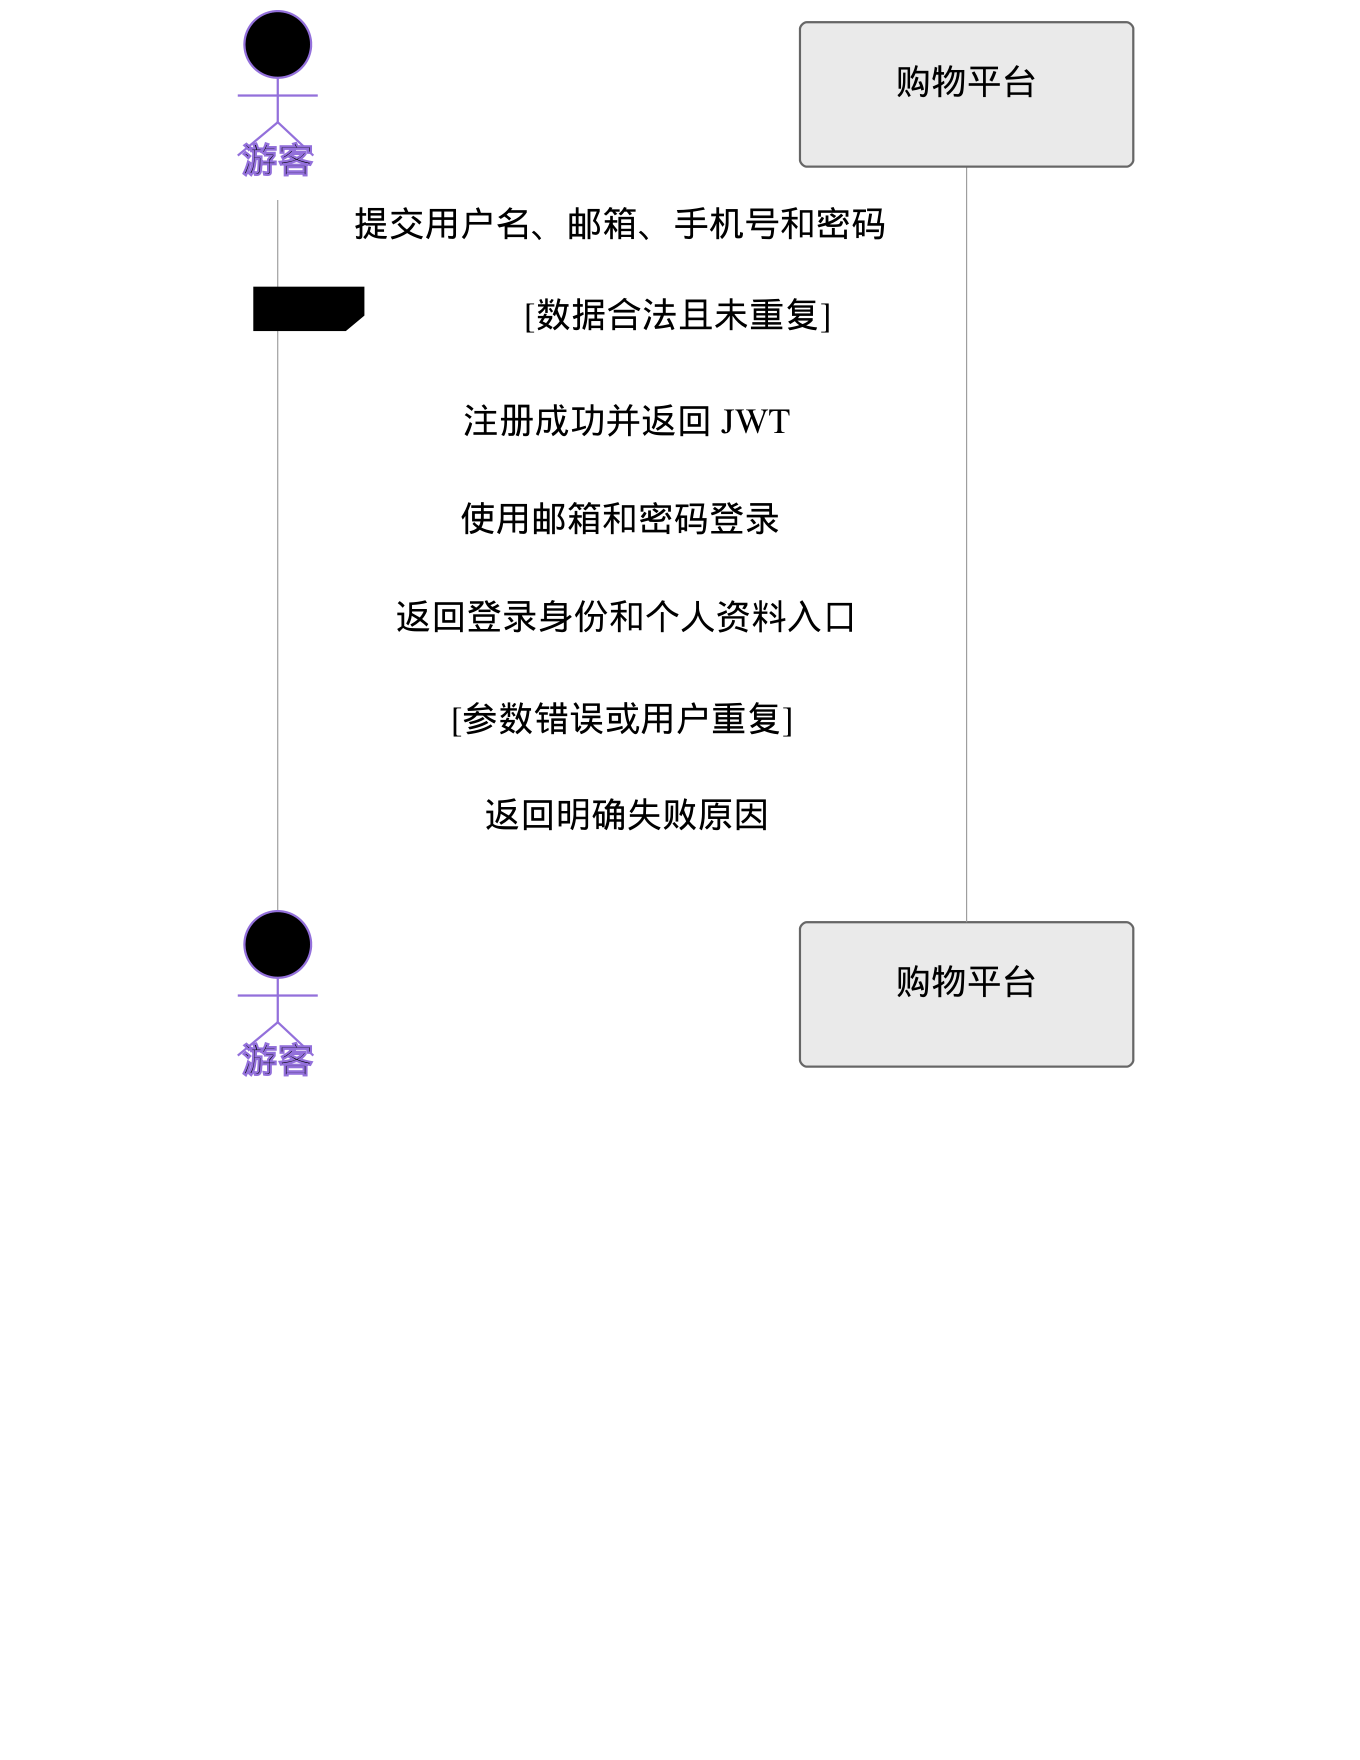 游客
购物平台
提交用户名、邮箱、手机号和密码
[数据合法且未重复]
注册成功并返回 JWT
使用邮箱和密码登录
返回登录身份和个人资料入口
[参数错误或用户重复]
返回明确失败原因
游客
购物平台